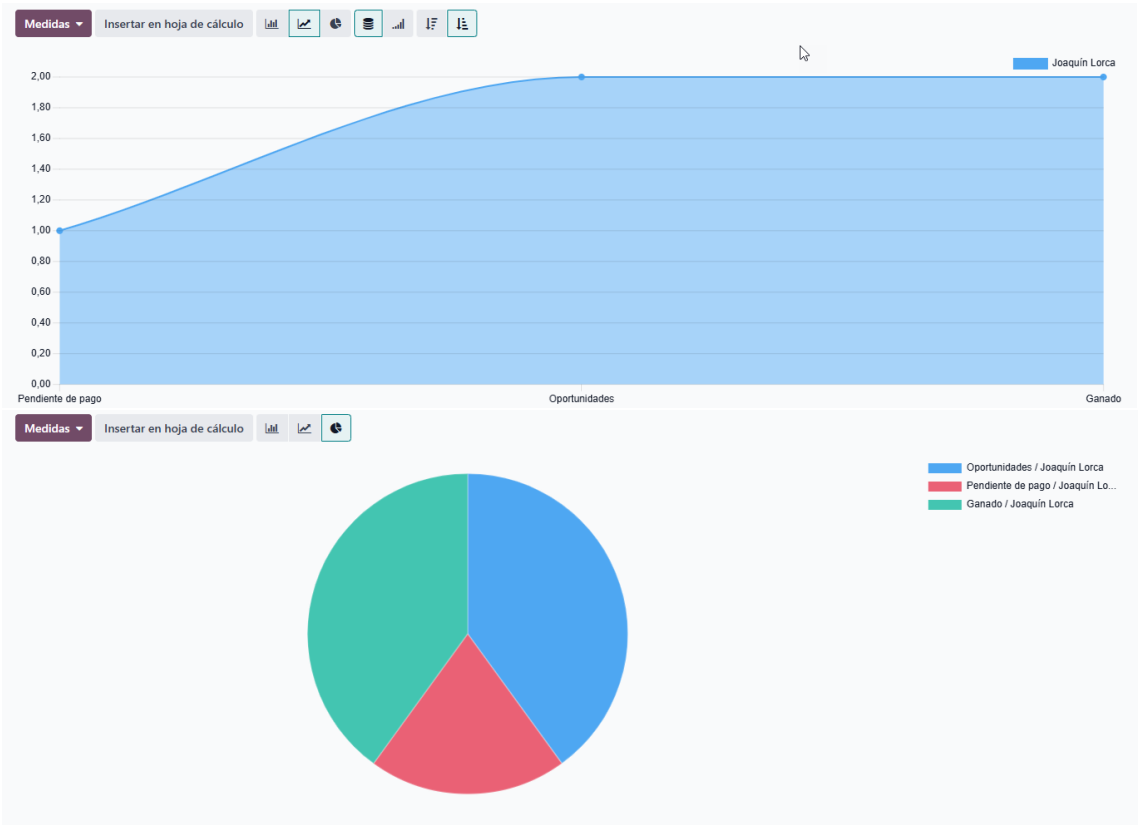 Medidas Insertar en hoja de cálculo
Joaquín Lorca
2,00
1,80
1,60
1,40
1,20
1,00
0,80
0,60
0,40
0,20
0,00
Pendiente de pago Oportunidades Ganado
Medidas Insertar en hoja de cálculo
Oportunidades / Joaquín Lorca
Pendiente de pago / Joaquín Lo...
Ganado / Joaquín Lorca